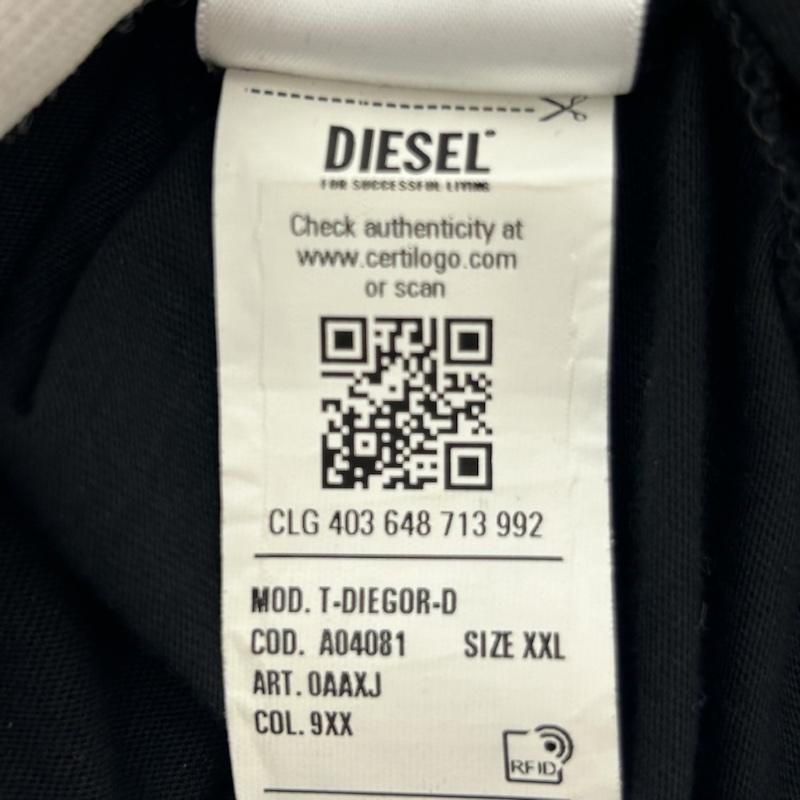 DIESEL
FOR SUCCESSFUL LIVING
Check authenticity at
www.certilogo.com
or scan
CLG 403 648 713 992
MOD. T-DIEGOR-D
COD. A04081 SIZE XXL
ART. 0AAXJ
COL. 9XX
RFID